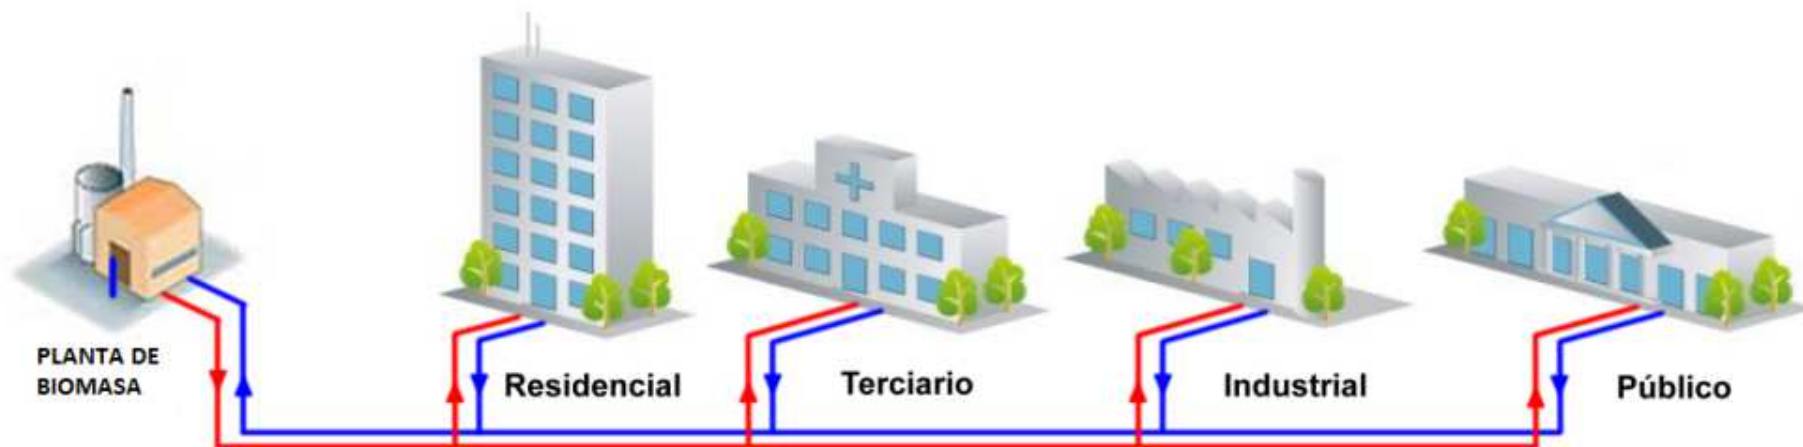 PLANTA DE
BIOMASA
Residencial
Terciario
Industrial
Público